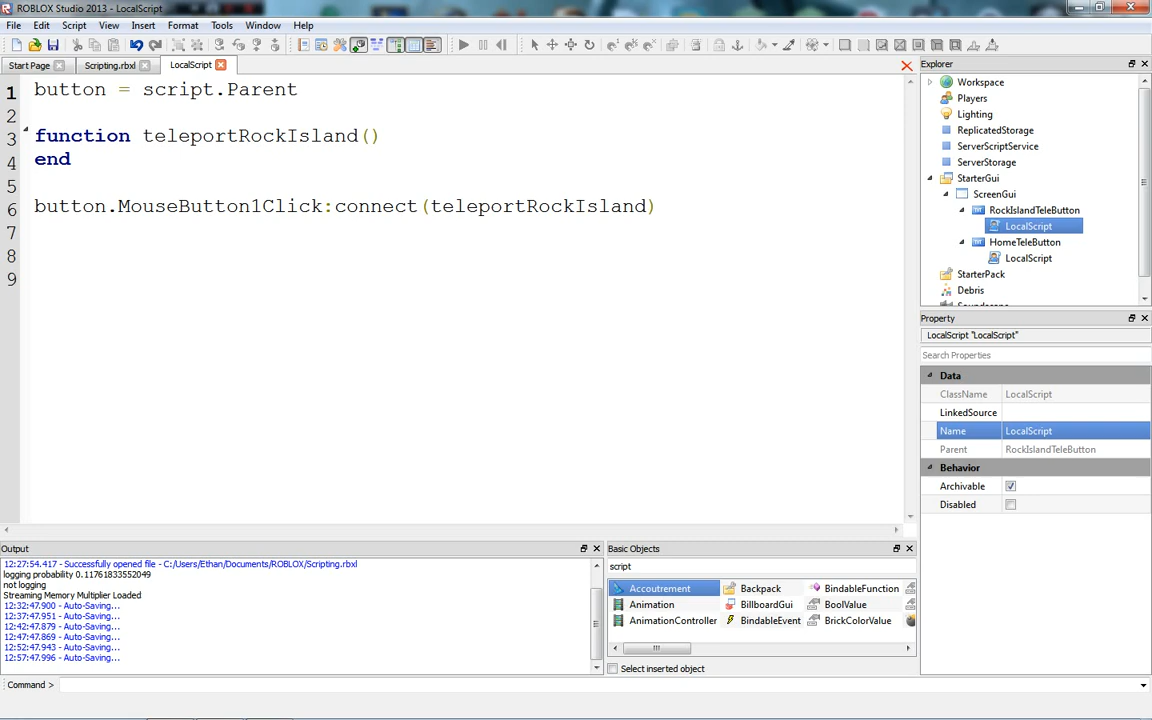 ROBLOX Studio 2013 - LocalScript
File Edit Script View Insert Format Tools Window Help
Start Page Scripting.rbxl LocalScript
1 button = script.Parent
2
3 function teleportRockIsland()
4 end
5
6 button.MouseButton1Click:connect(teleportRockIsland)
7
8
9
Explorer
Workspace
Players
Lighting
ReplicatedStorage
ServerScriptService
ServerStorage
StarterGui
ScreenGui
RockIslandTeleButton
LocalScript
HomeTeleButton
LocalScript
StarterPack
Debris
Property
LocalScript "LocalScript"
Search Properties
Data
ClassName LocalScript
LinkedSource
Name LocalScript
Parent RockIslandTeleButton
Behavior
Archivable
Disabled
Output
12:27:54.417 - Successfully opened file - C:/Users/Ethan/Documents/ROBLOX/Scripting.rbxl
logging probability 0.11761833552049
not logging
Streaming Memory Multiplier Loaded
12:32:47.900 - Auto-Saving...
12:37:47.951 - Auto-Saving...
12:42:47.879 - Auto-Saving...
12:47:47.869 - Auto-Saving...
12:52:47.943 - Auto-Saving...
12:57:47.996 - Auto-Saving...
Basic Objects
script
Accoutrement Backpack BindableFunction
Animation BillboardGui BoolValue
AnimationController BindableEvent BrickColorValue
Select inserted object
Command >